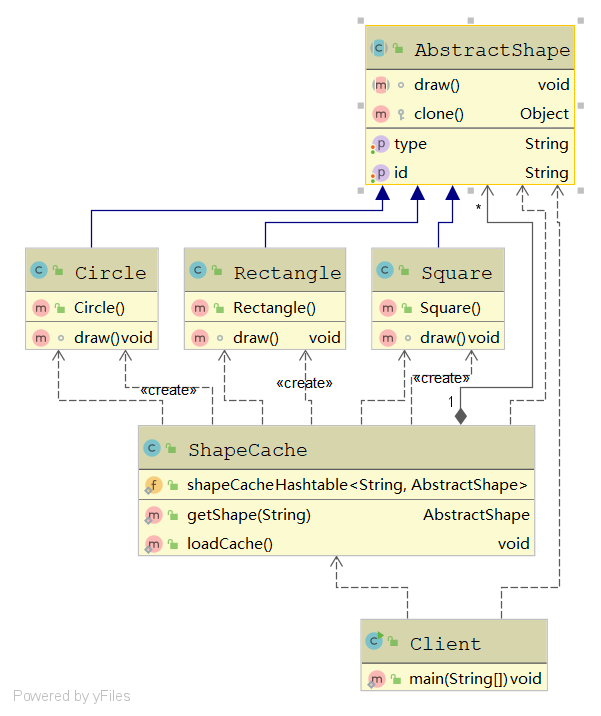 AbstractShape
draw() void
clone() Object
type String
id String
*
Circle
Circle()
draw() void
Rectangle
Rectangle()
draw() void
Square
Square()
draw() void
«create»
«create»
«create»
1
ShapeCache
shapeCacheHashtable<String, AbstractShape>
getShape(String) AbstractShape
loadCache() void
Client
main(String[]) void
Powered by yFiles